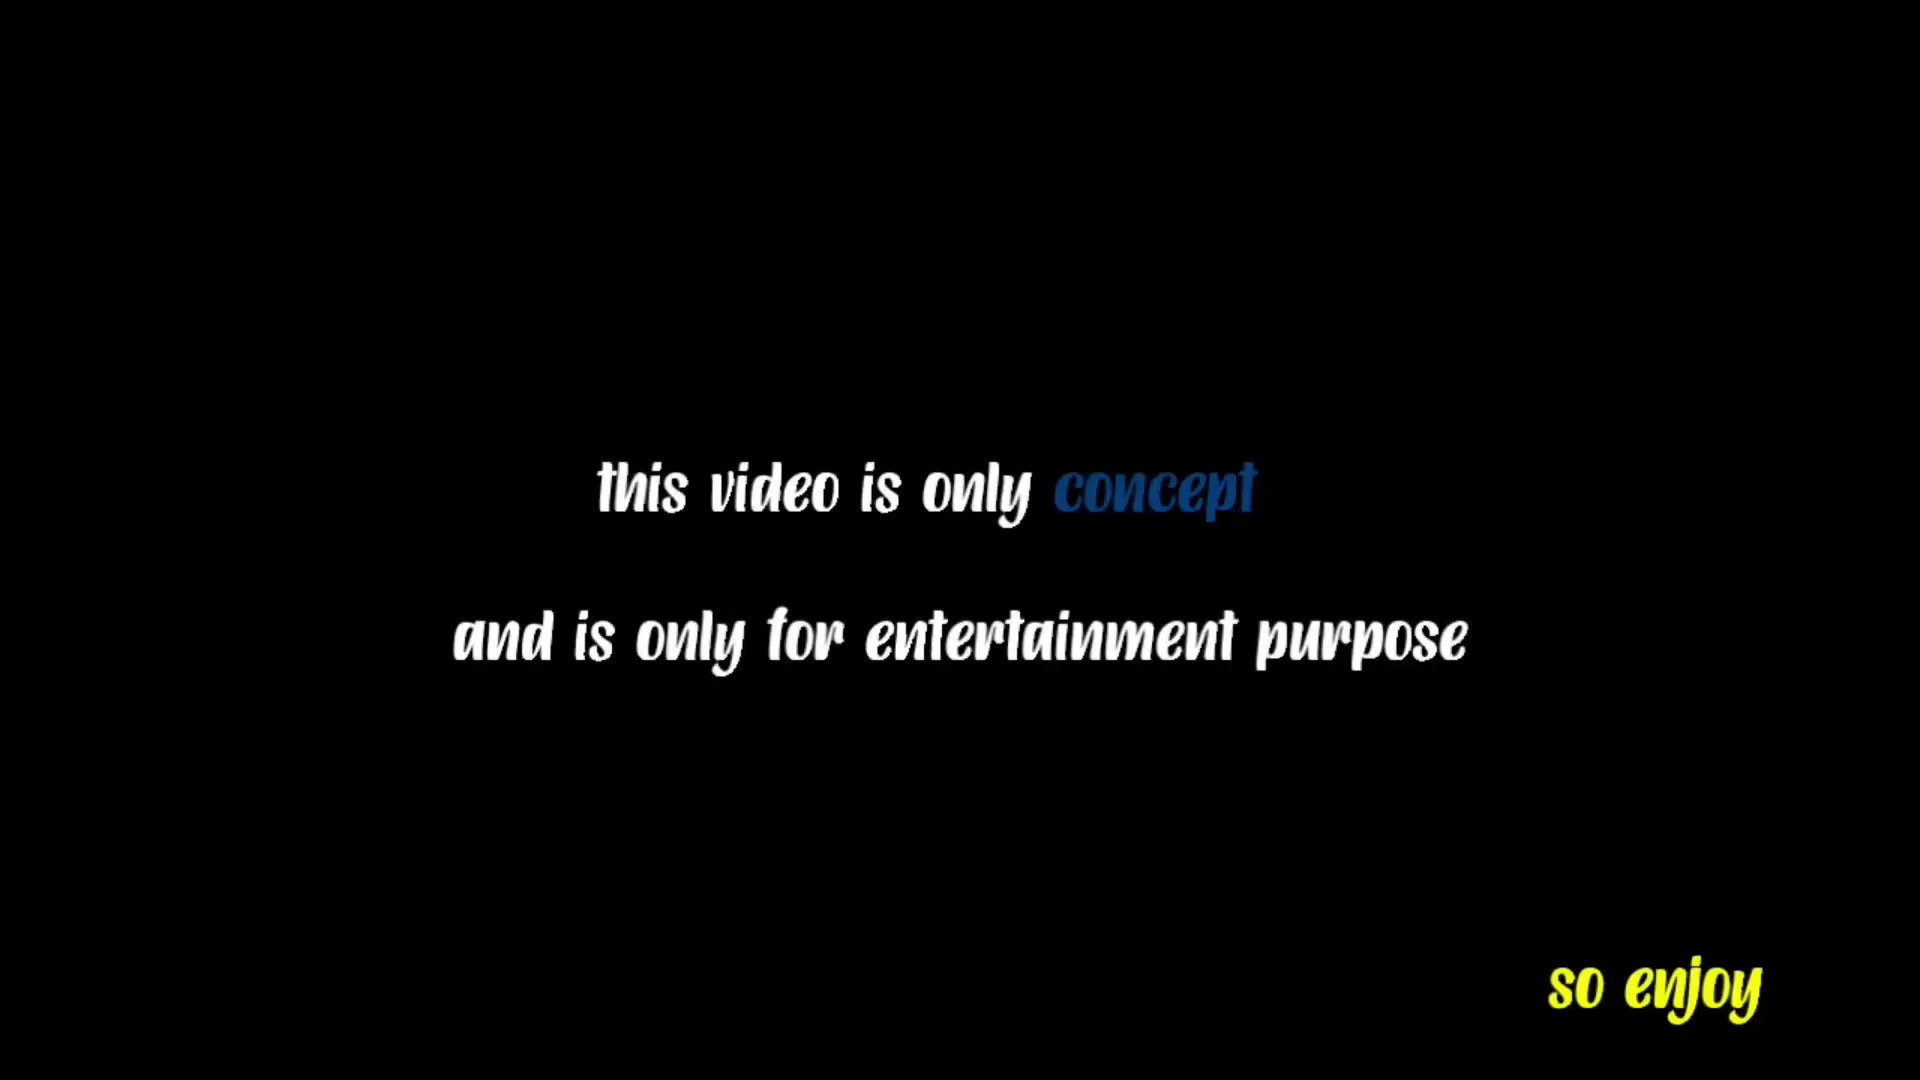 this video is only concept
and is only for entertainment purpose
so enjoy